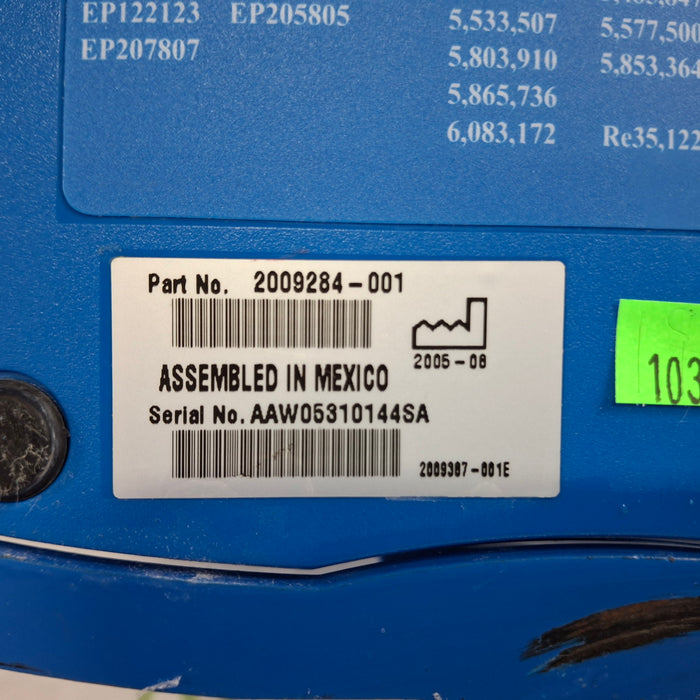 EP122123 EP205805
EP207807
5,533,507 5,577,500
5,803,910 5,853,364
5,865,736
6,083,172 Re35,122
Part No. 2009284-001
2005-08
ASSEMBLED IN MEXICO
Serial No. AAW05310144SA
2009387-001E
103